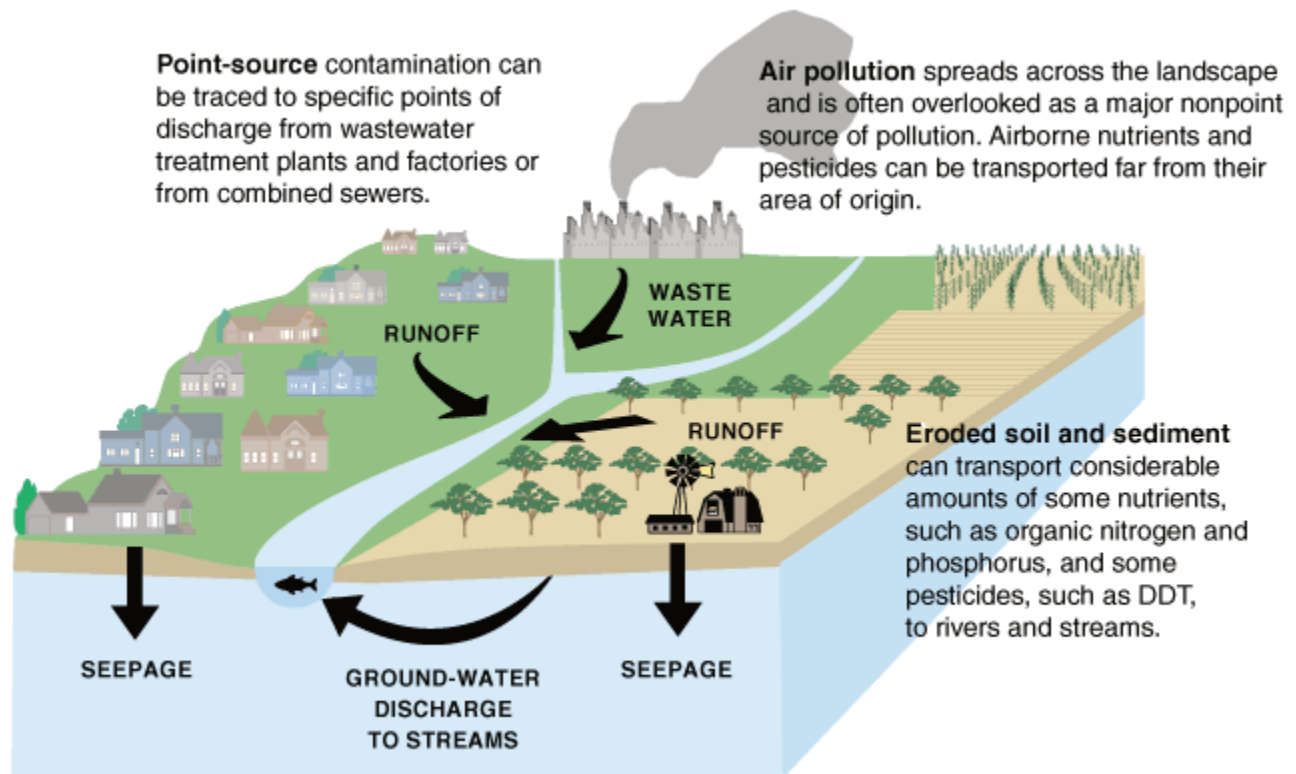 Point-source contamination can
be traced to specific points of
discharge from wastewater
treatment plants and factories or
from combined sewers.
Air pollution spreads across the landscape
and is often overlooked as a major nonpoint
source of pollution. Airborne nutrients and
pesticides can be transported far from their
area of origin.
WASTE
WATER
RUNOFF
RUNOFF
Eroded soil and sediment
can transport considerable
amounts of some nutrients,
such as organic nitrogen and
phosphorus, and some
pesticides, such as DDT,
to rivers and streams.
SEEPAGE
GROUND-WATER
DISCHARGE
TO STREAMS
SEEPAGE